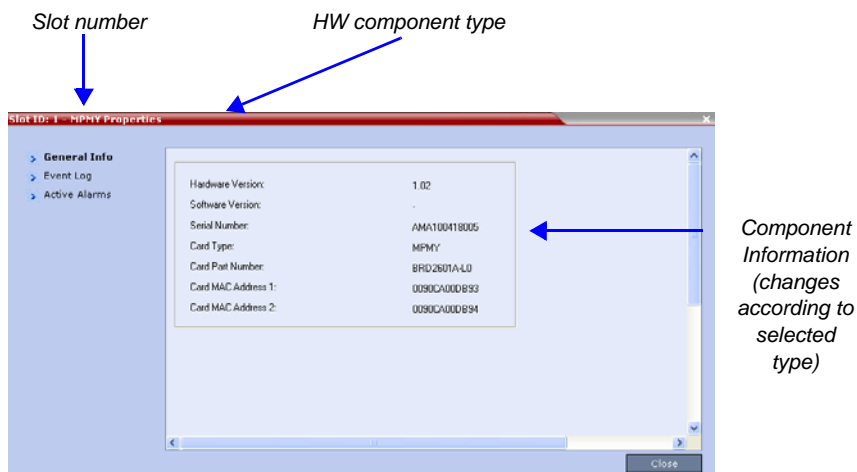 Slot number
HW component type
Slot ID: 1 - MPMY Properties
General Info
Event Log
Active Alarms
Hardware Version: 1.02
Software Version: -
Serial Number: AMA100418005
Card Type: MPMY
Card Part Number: BRD2601A-L0
Card MAC Address 1: 0090CA00DB93
Card MAC Address 2: 0090CA00DB94
Component
Information
(changes
according to
selected
type)
Close